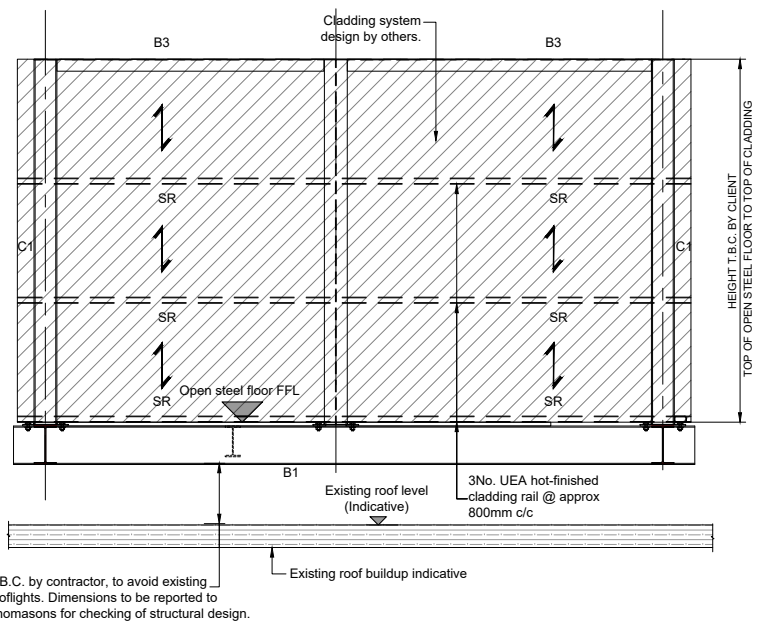 Cladding system
design by others.
B3
B3
SR
SR
C1
C1
SR
SR
Open steel floor FFL
SR
SR
HEIGHT T.B.C. BY CLIENT
TOP OF OPEN STEEL FLOOR TO TOP OF CLADDING
B1
3No. UEA hot-finished
cladding rail @ approx
800mm c/c
Existing roof level
(Indicative)
Existing roof buildup indicative
.B.C. by contractor, to avoid existing
oflights. Dimensions to be reported to
homasons for checking of structural design.